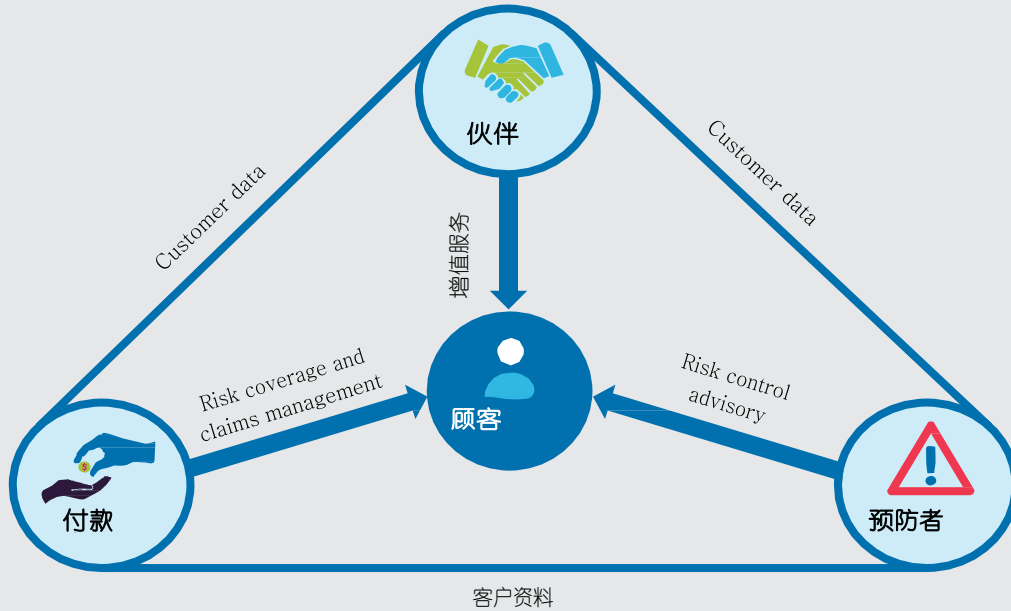 伙伴
Customer data
Customer data
增值服务
Risk coverage and
claims management
Risk control
advisory
顾客
$
付款
预防者
客户资料